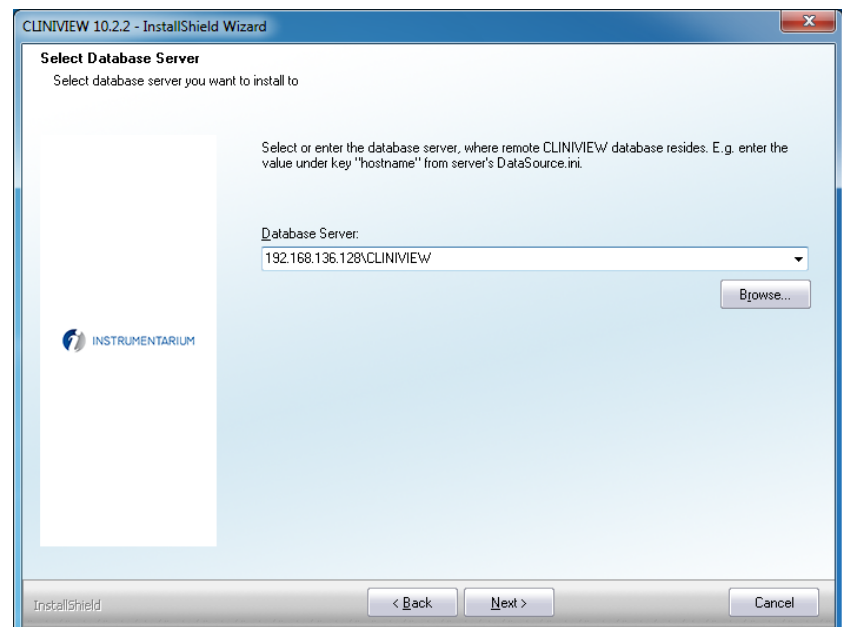 CLINIVIEW 10.2.2 - InstallShield Wizard
Select Database Server
Select database server you want to install to
Select or enter the database server, where remote CLINIVIEW database resides. E.g. enter the
value under key "hostname" from server's DataSource.ini.
Database Server:
192.168.136.128\CLINIVIEW
Browse...
INSTRUMENTARIUM
InstallShield
< Back
Next >
Cancel